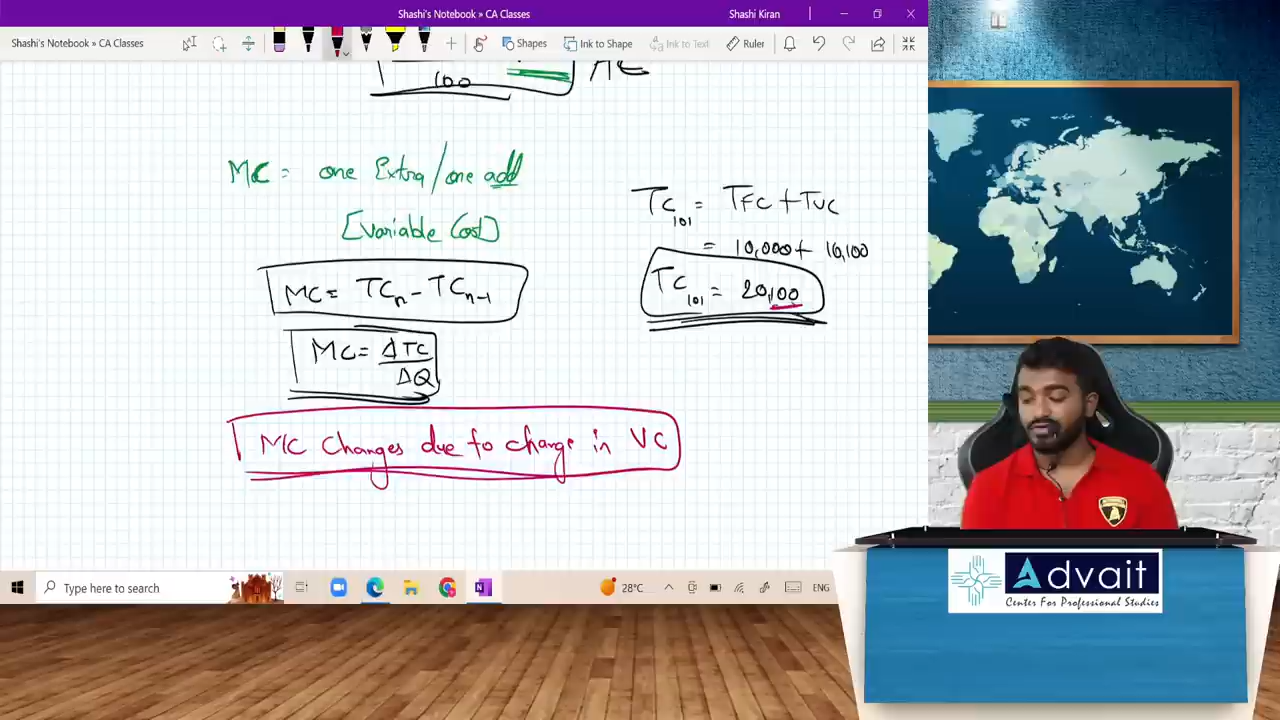 Shashi's Notebook » CA Classes
Shashi Kiran
Shashi's Notebook » CA Classes
Shapes
Ink to Shape
Ink to Text
Ruler
100
AC
MC = one Extra/one add
[Variable Cost]
MC = TCn - TCn-1
MC = ΔTC
ΔQ
MC Changes due to change in VC
TC101 = TFC + TVC
= 10,000 + 10,100
TC101 = 20,100
Type here to search
28°C
ENG
Advait
Center For Professional Studies